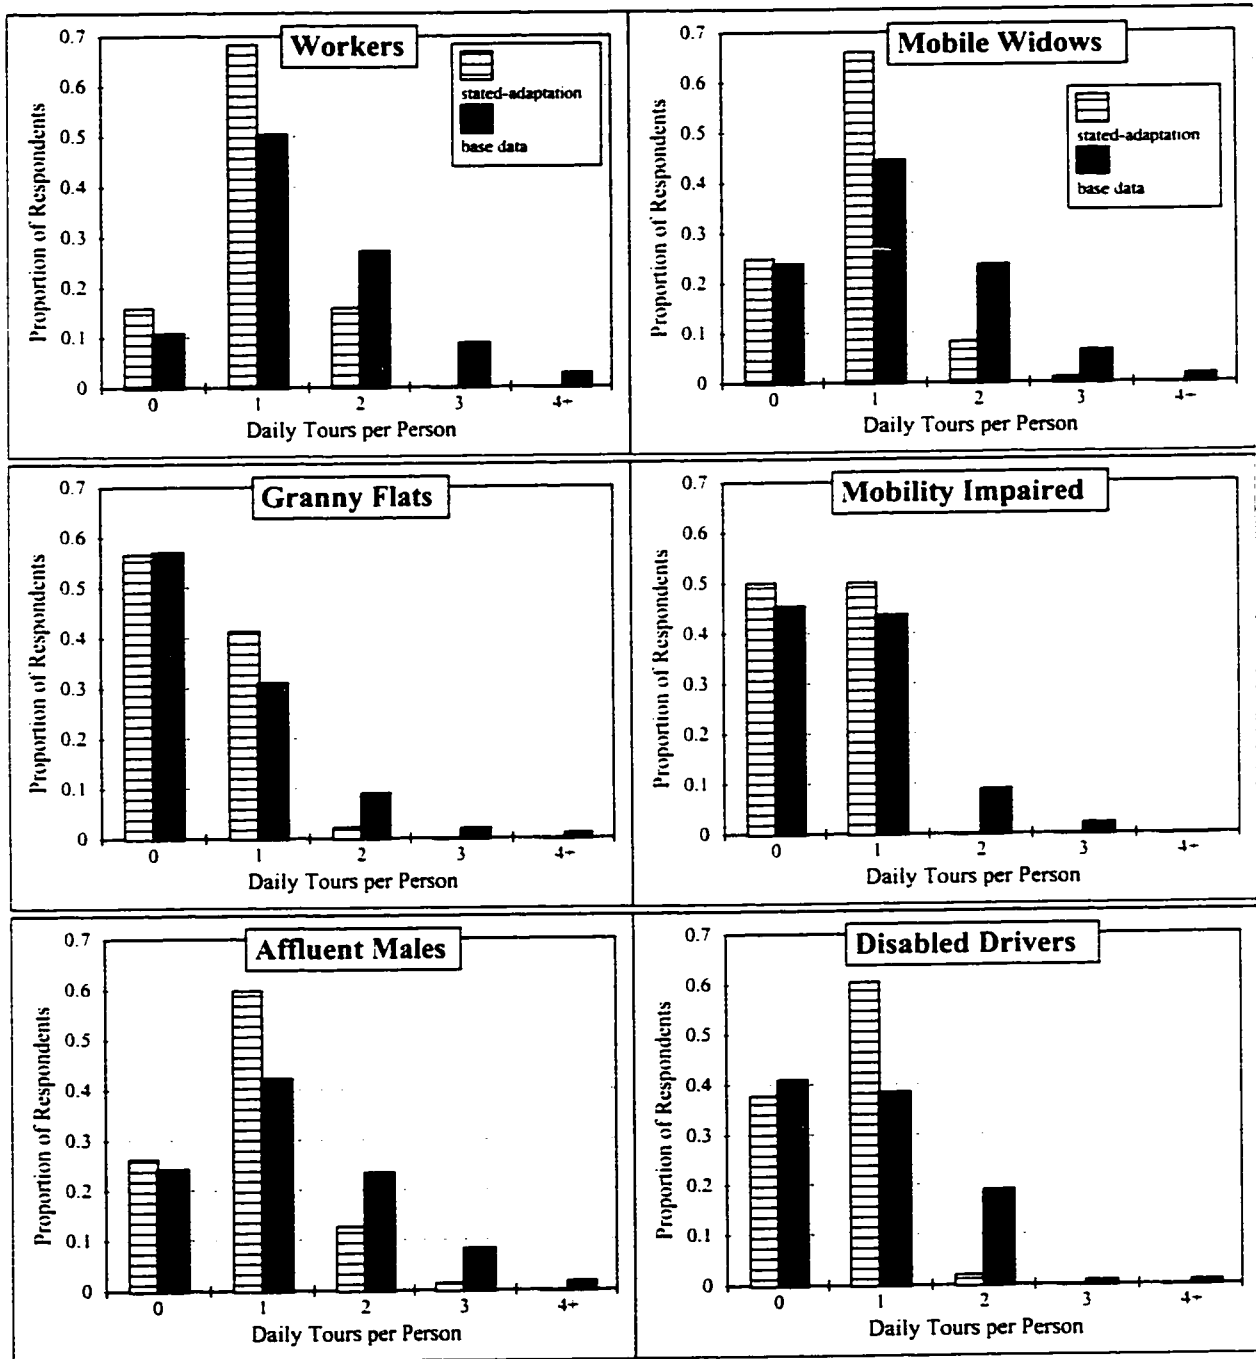 Workers
stated-adaptation
base data
Proportion of Respondents
0.7
0.6
0.5
0.4
0.3
0.2
0.1
0
0 1 2 3 4+
Daily Tours per Person
Mobile Widows
stated-adaptation
base data
Proportion of Respondents
0.7
0.6
0.5
0.4
0.3
0.2
0.1
0
0 1 2 3 4+
Daily Tours per Person
Granny Flats
Proportion of Respondents
0.7
0.6
0.5
0.4
0.3
0.2
0.1
0
0 1 2 3 4+
Daily Tours per Person
Mobility Impaired
Proportion of Respondents
0.7
0.6
0.5
0.4
0.3
0.2
0.1
0
0 1 2 3 4+
Daily Tours per Person
Affluent Males
Proportion of Respondents
0.7
0.6
0.5
0.4
0.3
0.2
0.1
0
0 1 2 3 4+
Daily Tours per Person
Disabled Drivers
Proportion of Respondents
0.7
0.6
0.5
0.4
0.3
0.2
0.1
0
0 1 2 3 4+
Daily Tours per Person